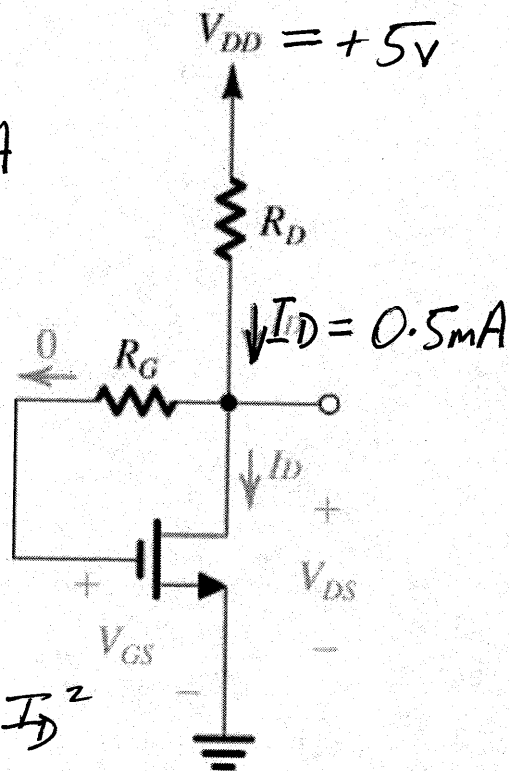 V_DD = +5v
A
R_D
I_D = 0.5mA
0
R_G
I_D
+
V_DS
+
V_GS
−
−
I_D²